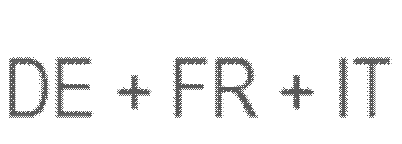 DE + FR + IT